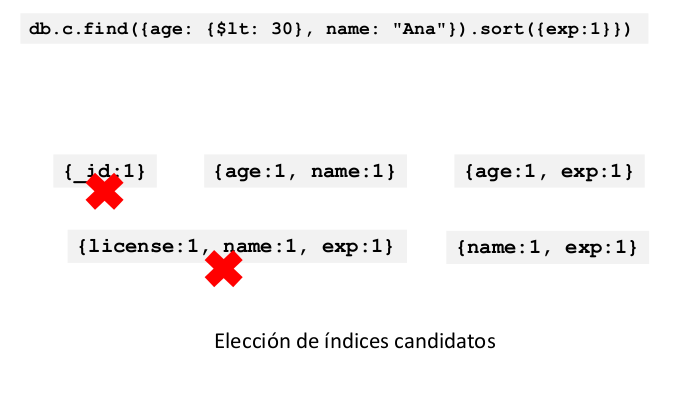 db.c.find({age: {$lt: 30}, name: "Ana"}).sort({exp:1}})
{_id:1} {age:1, name:1} {age:1, exp:1}
{license:1, name:1, exp:1} {name:1, exp:1}
Elección de índices candidatos